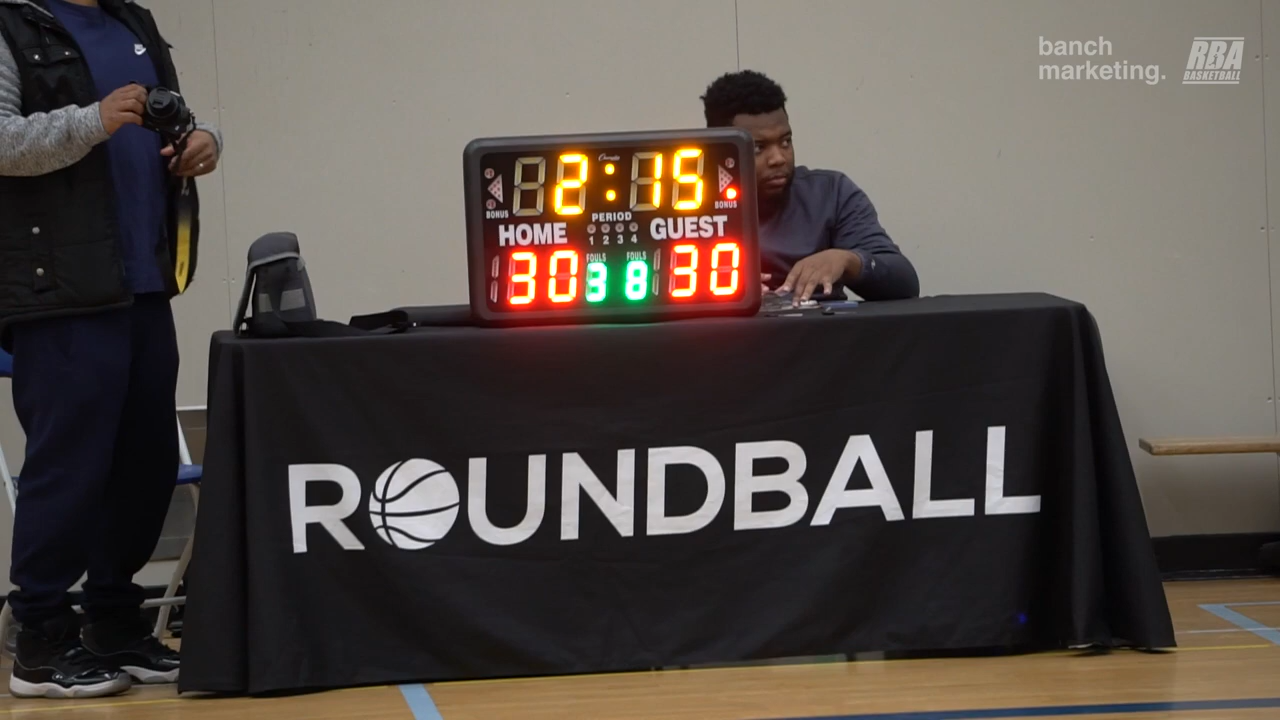 banch
marketing.
RBA
BASKETBALL
2:15
BONUS
PERIOD
BONUS
HOME
1 2 3 4
GUEST
FOULS
FOULS
30
3
8
30
ROUNDBALL